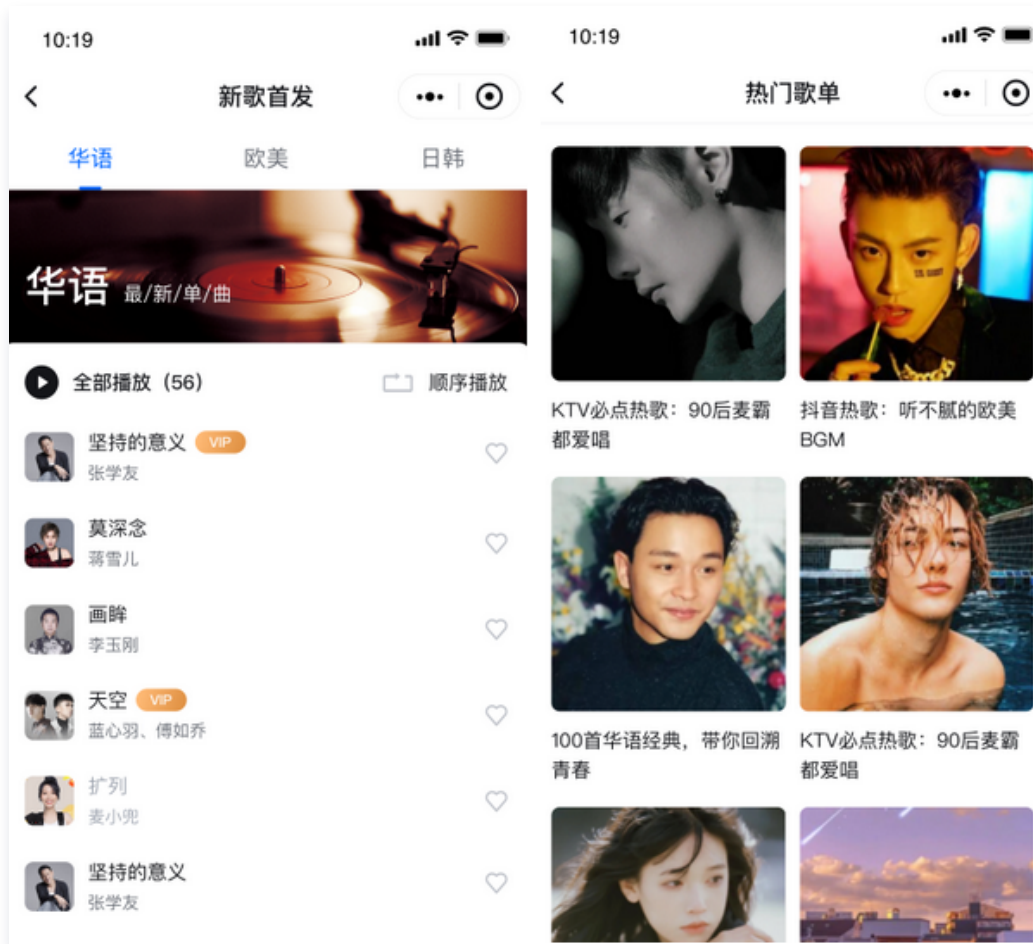 10:19
新歌首发
华语
欧美
日韩
华语 最/新/单/曲
全部播放（56）
顺序播放
坚持的意义 VIP
张学友
莫深念
蒋雪儿
画眸
李玉刚
天空 VIP
蓝心羽、傅如乔
扩列
麦小兜
坚持的意义
张学友
10:19
热门歌单
KTV必点热歌：90后麦霸
都爱唱
抖音热歌：听不腻的欧美
BGM
100首华语经典，带你回溯
青春
KTV必点热歌：90后麦霸
都爱唱